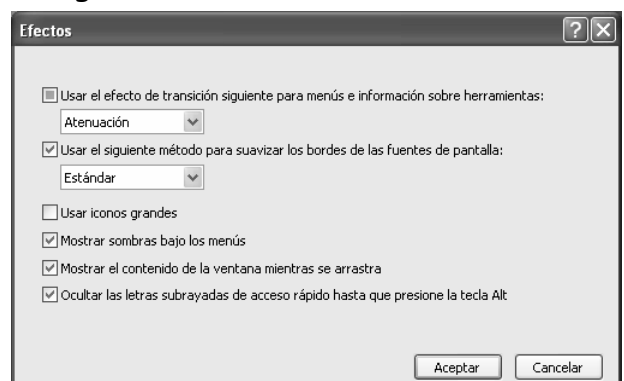 Efectos
Usar el efecto de transición siguiente para menús e información sobre herramientas:
Atenuación
Usar el siguiente método para suavizar los bordes de las fuentes de pantalla:
Estándar
Usar iconos grandes
Mostrar sombras bajo los menús
Mostrar el contenido de la ventana mientras se arrastra
Ocultar las letras subrayadas de acceso rápido hasta que presione la tecla Alt
Aceptar Cancelar